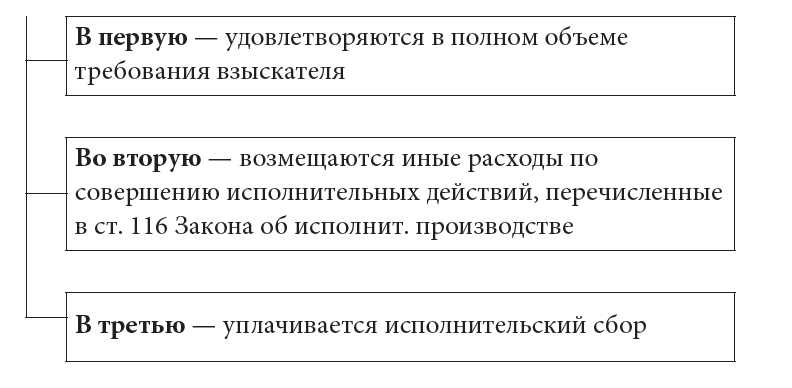 В первую — удовлетворяются в полном объеме
требования взыскателя
Во вторую — возмещаются иные расходы по
совершению исполнительных действий, перечисленные
в ст. 116 Закона об исполнит. производстве
В третью — уплачивается исполнительский сбор